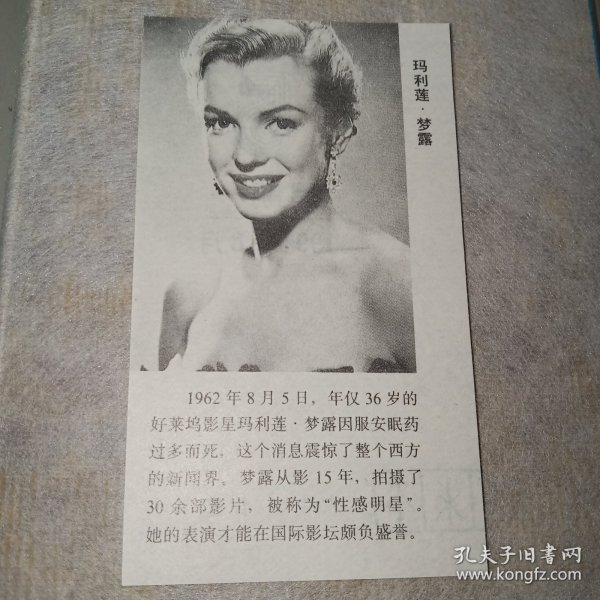 玛利莲·梦露
1962年8月5日，年仅36岁的
好莱坞影星玛利莲·梦露因服安眠药
过多而死，这个消息震惊了整个西方
的新闻界。梦露从影15年，拍摄了
30余部影片，被称为“性感明星”。
她的表演才能在国际影坛颇负盛誉。
孔夫子旧书网
www.kongfz.com